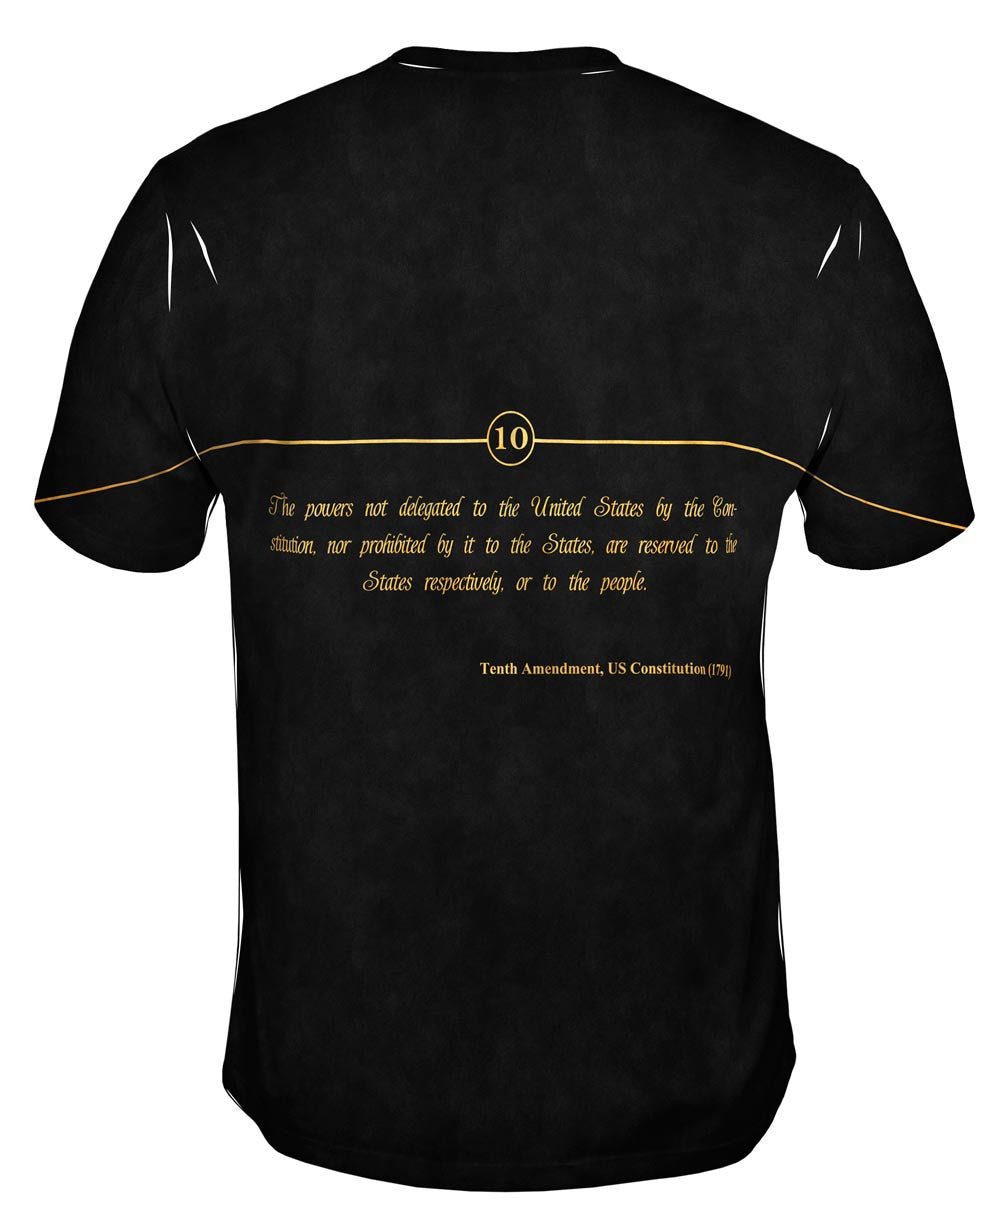 10
The powers not delegated to the United States by the Con-
stitution, nor prohibited by it to the States, are reserved to the
States respectively, or to the people.
Tenth Amendment, US Constitution (1791)